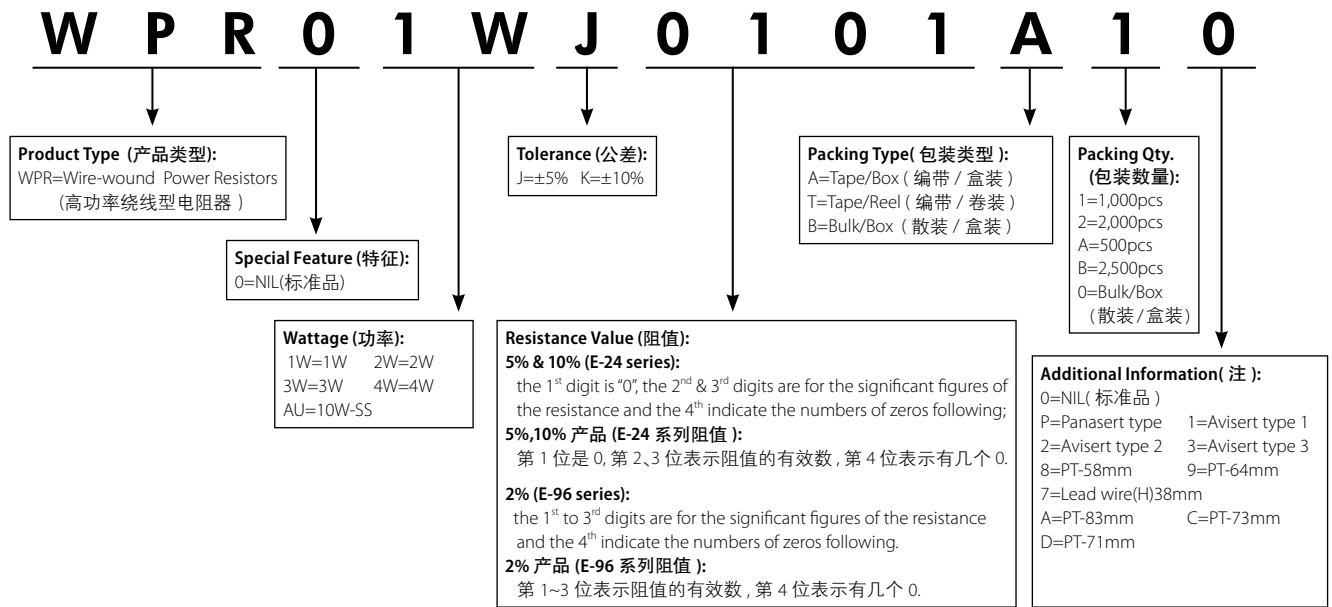 WPR01WJ0101A10
Product Type (产品类型):
WPR=Wire-wound Power Resistors
(高功率绕线型电阻器)
Special Feature (特征):
0=NIL(标准品)
Wattage (功率):
1W=1W 2W=2W
3W=3W 4W=4W
AU=10W-SS
Tolerance (公差):
J=±5% K=±10%
Resistance Value (阻值):
5% & 10% (E-24 series):
the 1st digit is “0”, the 2nd & 3rd digits are for the significant figures of
the resistance and the 4th indicate the numbers of zeros following;
5%,10% 产品 (E-24 系列阻值 ):
第 1 位是 0, 第 2、3 位表示阻值的有效数 , 第 4 位表示有几个 0.
2% (E-96 series):
the 1st to 3rd digits are for the significant figures of the resistance
and the 4th indicate the numbers of zeros following.
2% 产品 (E-96 系列阻值 ):
第 1~3 位表示阻值的有效数 , 第 4 位表示有几个 0.
Packing Type( 包装类型 ):
A=Tape/Box ( 编带 / 盒装 )
T=Tape/Reel ( 编带 / 卷装 )
B=Bulk/Box ( 散装 / 盒装 )
Packing Qty.
(包装数量):
1=1,000pcs
2=2,000pcs
A=500pcs
B=2,500pcs
0=Bulk/Box
(散装/盒装)
Additional Information( 注 ):
0=NIL( 标准品 )
P=Panasert type 1=Avisert type 1
2=Avisert type 2 3=Avisert type 3
8=PT-58mm 9=PT-64mm
7=Lead wire(H)38mm
A=PT-83mm C=PT-73mm
D=PT-71mm